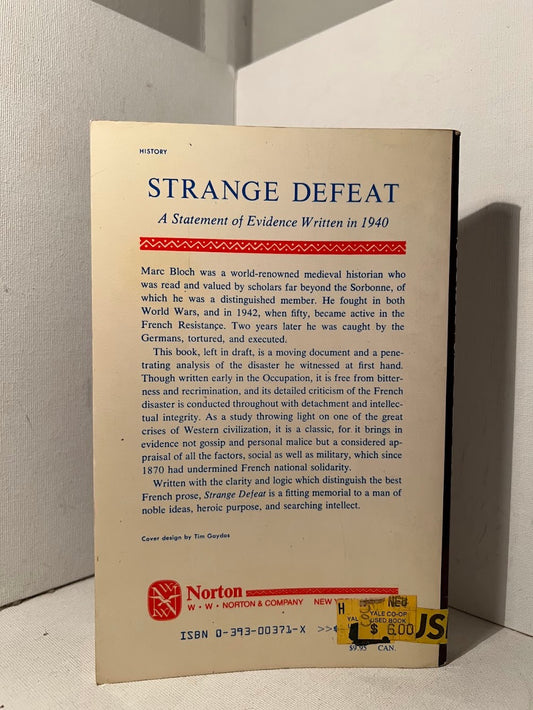 HISTORY
STRANGE DEFEAT
A Statement of Evidence Written in 1940
Marc Bloch was a world-renowned medieval historian who
was read and valued by scholars far beyond the Sorbonne, of
which he was a distinguished member. He fought in both
World Wars, and in 1942, when fifty, became active in the
French Resistance. Two years later he was caught by the
Germans, tortured, and executed.
This book, left in draft, is a moving document and a pene-
trating analysis of the disaster he witnessed at first hand.
Though written early in the Occupation, it is free from bitter-
ness and recrimination, and its detailed criticism of the French
disaster is conducted throughout with detachment and intellec-
tual integrity. As a study throwing light on one of the great
crises of Western civilization, it is a classic, for it brings in
evidence not gossip and personal malice but a considered ap-
praisal of all the factors, social as well as military, which since
1870 had undermined French national solidarity.
Written with the clarity and logic which distinguish the best
French prose, Strange Defeat is a fitting memorial to a man of
noble ideas, heroic purpose, and searching intellect.
Cover design by Tim Gaydos
Norton
W • W • NORTON & COMPANY NEW
ISBN 0-393-00371-X >>
H
YALE CO-OP
USED BOOK
$ 6.00
$9.95 CAN.